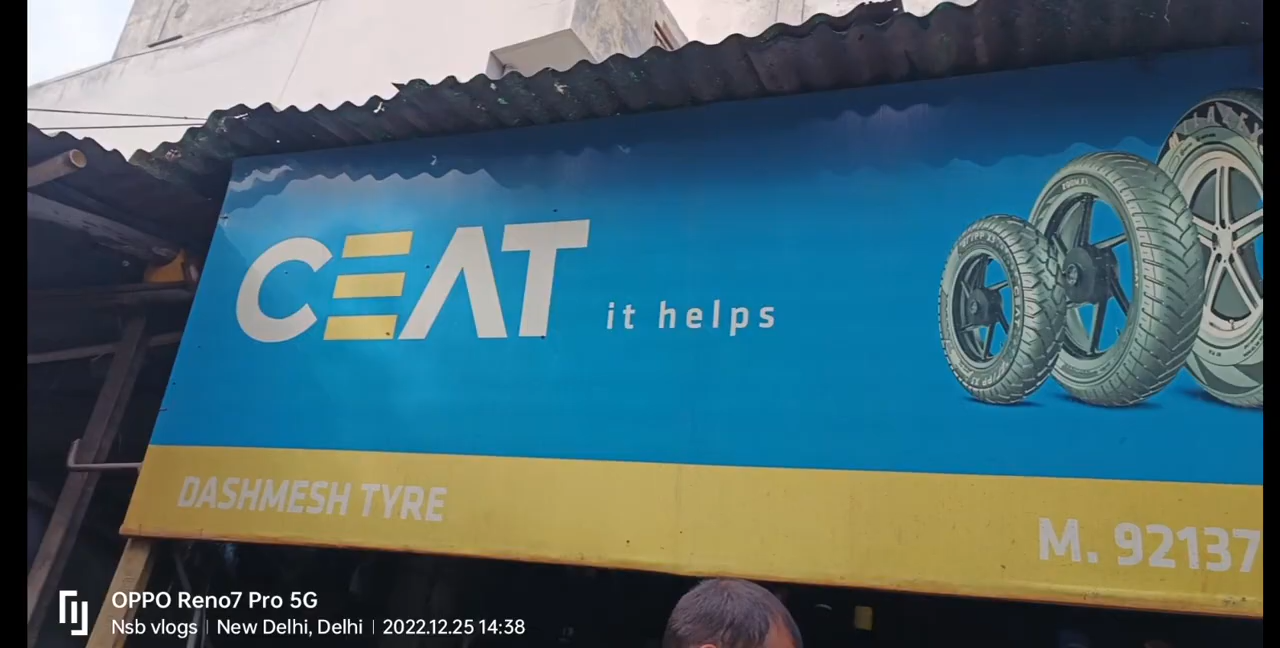 CEAT it helps
DASHMESH TYRE
M. 92137
OPPO Reno7 Pro 5G
Nsb vlogs | New Delhi, Delhi | 2022.12.25 14:38